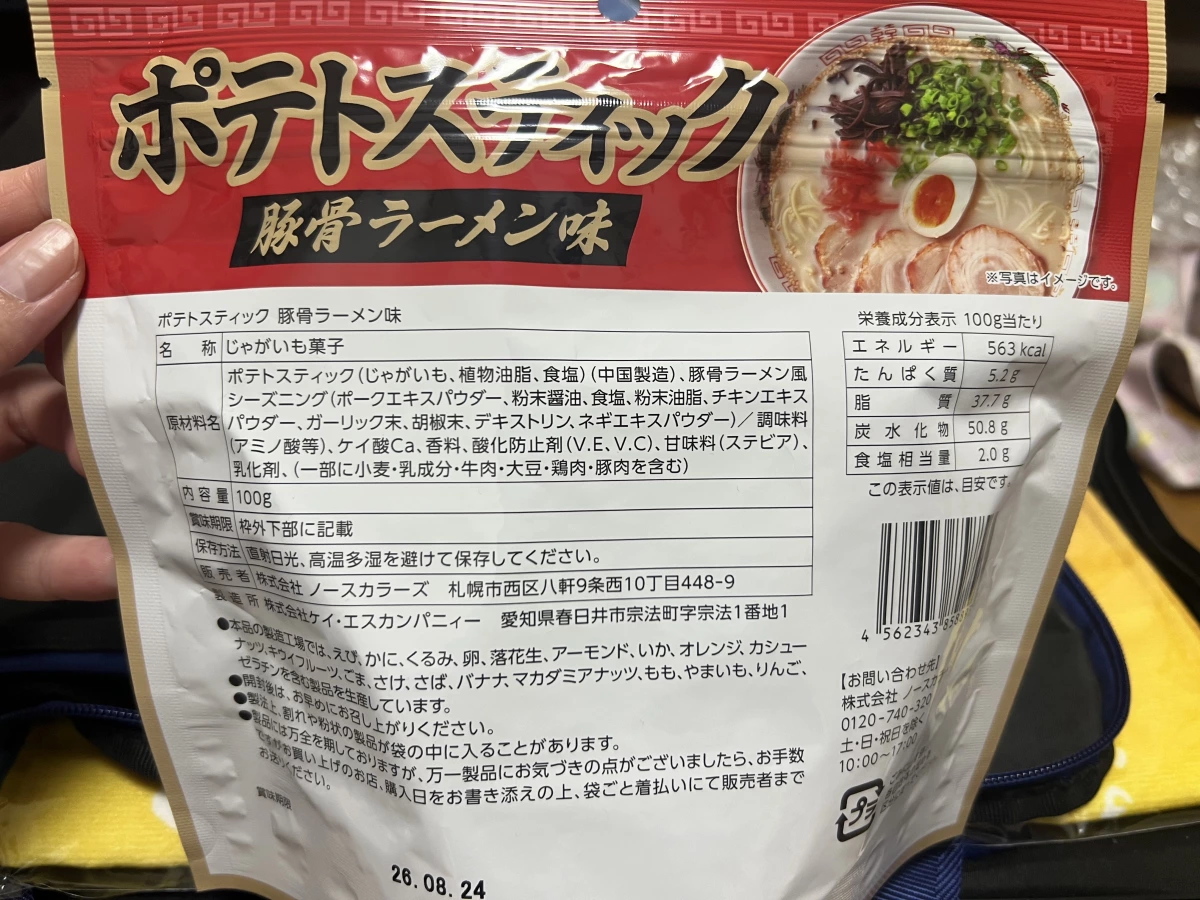 ポテトスティック
豚骨ラーメン味
※写真はイメージです。
ポテトスティック 豚骨ラーメン味
名 称 じゃがいも菓子
原材料名 ポテトスティック(じゃがいも、植物油脂、食塩)(中国製造)、豚骨ラーメン風
シーズニング(ポークエキスパウダー、粉末醤油、食塩、粉末油脂、チキンエキス
パウダー、ガーリック末、胡椒末、デキストリン、ネギエキスパウダー)/調味料
(アミノ酸等)、ケイ酸Ca、香料、酸化防止剤(V.E、V.C)、甘味料(ステビア)、
乳化剤、(一部に小麦・乳成分・牛肉・大豆・鶏肉・豚肉を含む)
内容量 100g
賞味期限 枠外下部に記載
保存方法 直射日光、高温多湿を避けて保存してください。
販売者 株式会社 ノースカラーズ 札幌市西区八軒9条西10丁目448-9
製造所 株式会社ケイ・エスカンパニィー 愛知県春日井市宗法町字宗法1番地1
●本品の製造工場では、えび、かに、くるみ、卵、落花生、アーモンド、いか、オレンジ、カシュー
ナッツ、キウイフルーツ、ごま、さけ、さば、バナナ、マカダミアナッツ、もも、やまいも、りんご、
ゼラチンを含む製品を生産しています。
●開封後は、お早めにお召し上がりください。
●製法上、割れや粉状の製品が袋の中に入ることがあります。
●製品には万全を期しておりますが、万一製品にお気づきの点がございましたら、お手数
ですがお買い上げのお店、購入日をお書き添えの上、袋ごと着払いにて販売者まで
お送りください。
賞味期限
26.08.24
栄養成分表示 100g当たり
エネルギー 563 kcal
たんぱく質 5.2g
脂質 37.7g
炭水化物 50.8g
食塩相当量 2.0g
この表示値は、目安です。
4 562343 858
【お問い合わせ先】
株式会社 ノースカ
0120-740-320
土・日・祝日を除く
10:00~17:00
プラ